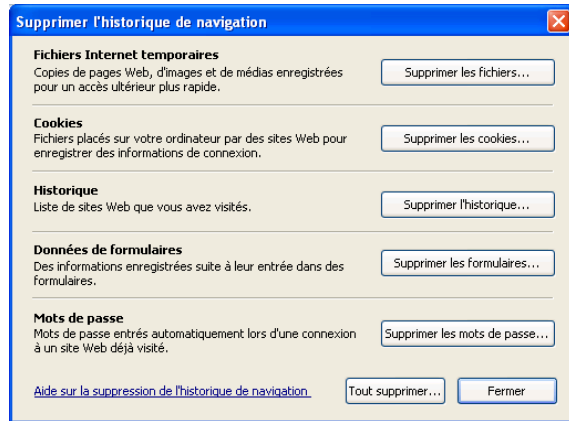 Supprimer l'historique de navigation
Fichiers Internet temporaires
Copies de pages Web, d'images et de médias enregistrées
pour un accès ultérieur plus rapide.
Supprimer les fichiers...
Cookies
Fichiers placés sur votre ordinateur par des sites Web pour
enregistrer des informations de connexion.
Supprimer les cookies...
Historique
Liste de sites Web que vous avez visités.
Supprimer l'historique...
Données de formulaires
Des informations enregistrées suite à leur entrée dans des
formulaires.
Supprimer les formulaires...
Mots de passe
Mots de passe entrés automatiquement lors d'une connexion
à un site Web déjà visité.
Supprimer les mots de passe...
Aide sur la suppression de l'historique de navigation
Tout supprimer...
Fermer